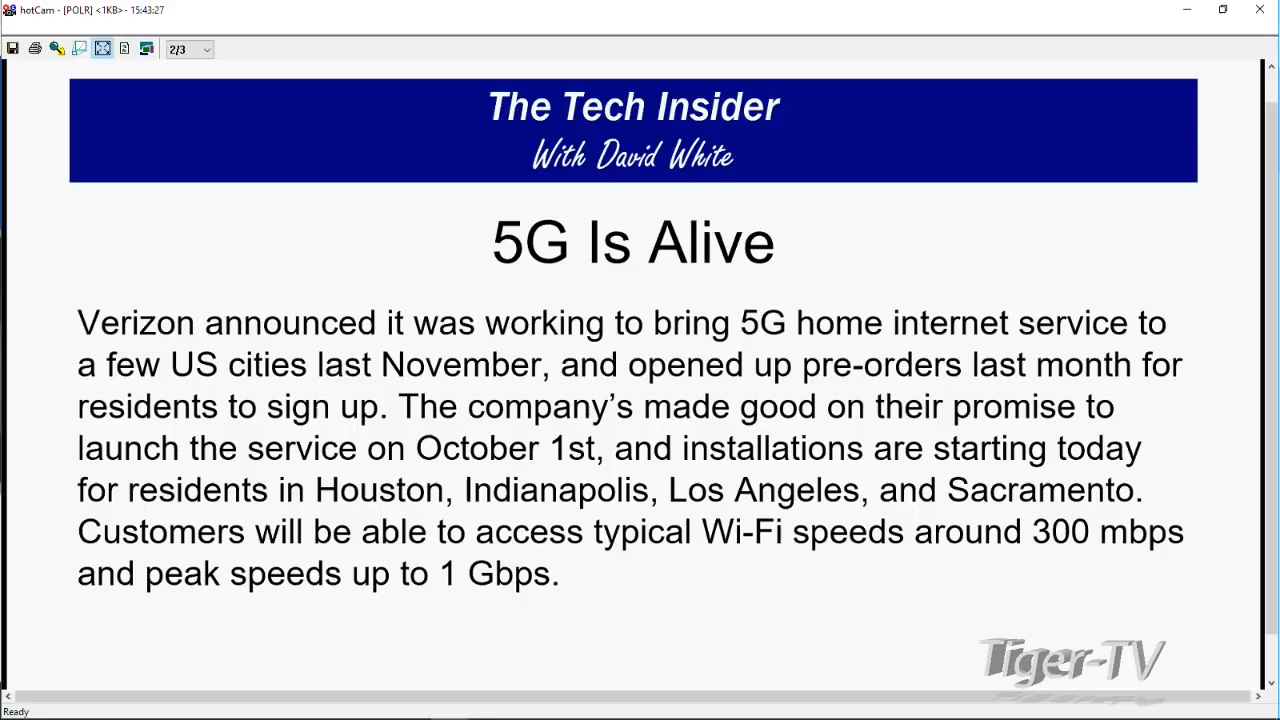 hotCam - [POLR] <1KB> - 15:43:27
2/3
The Tech Insider
With David White
5G Is Alive
Verizon announced it was working to bring 5G home internet service to
a few US cities last November, and opened up pre-orders last month for
residents to sign up. The company’s made good on their promise to
launch the service on October 1st, and installations are starting today
for residents in Houston, Indianapolis, Los Angeles, and Sacramento.
Customers will be able to access typical Wi-Fi speeds around 300 mbps
and peak speeds up to 1 Gbps.
Tiger-TV
Ready